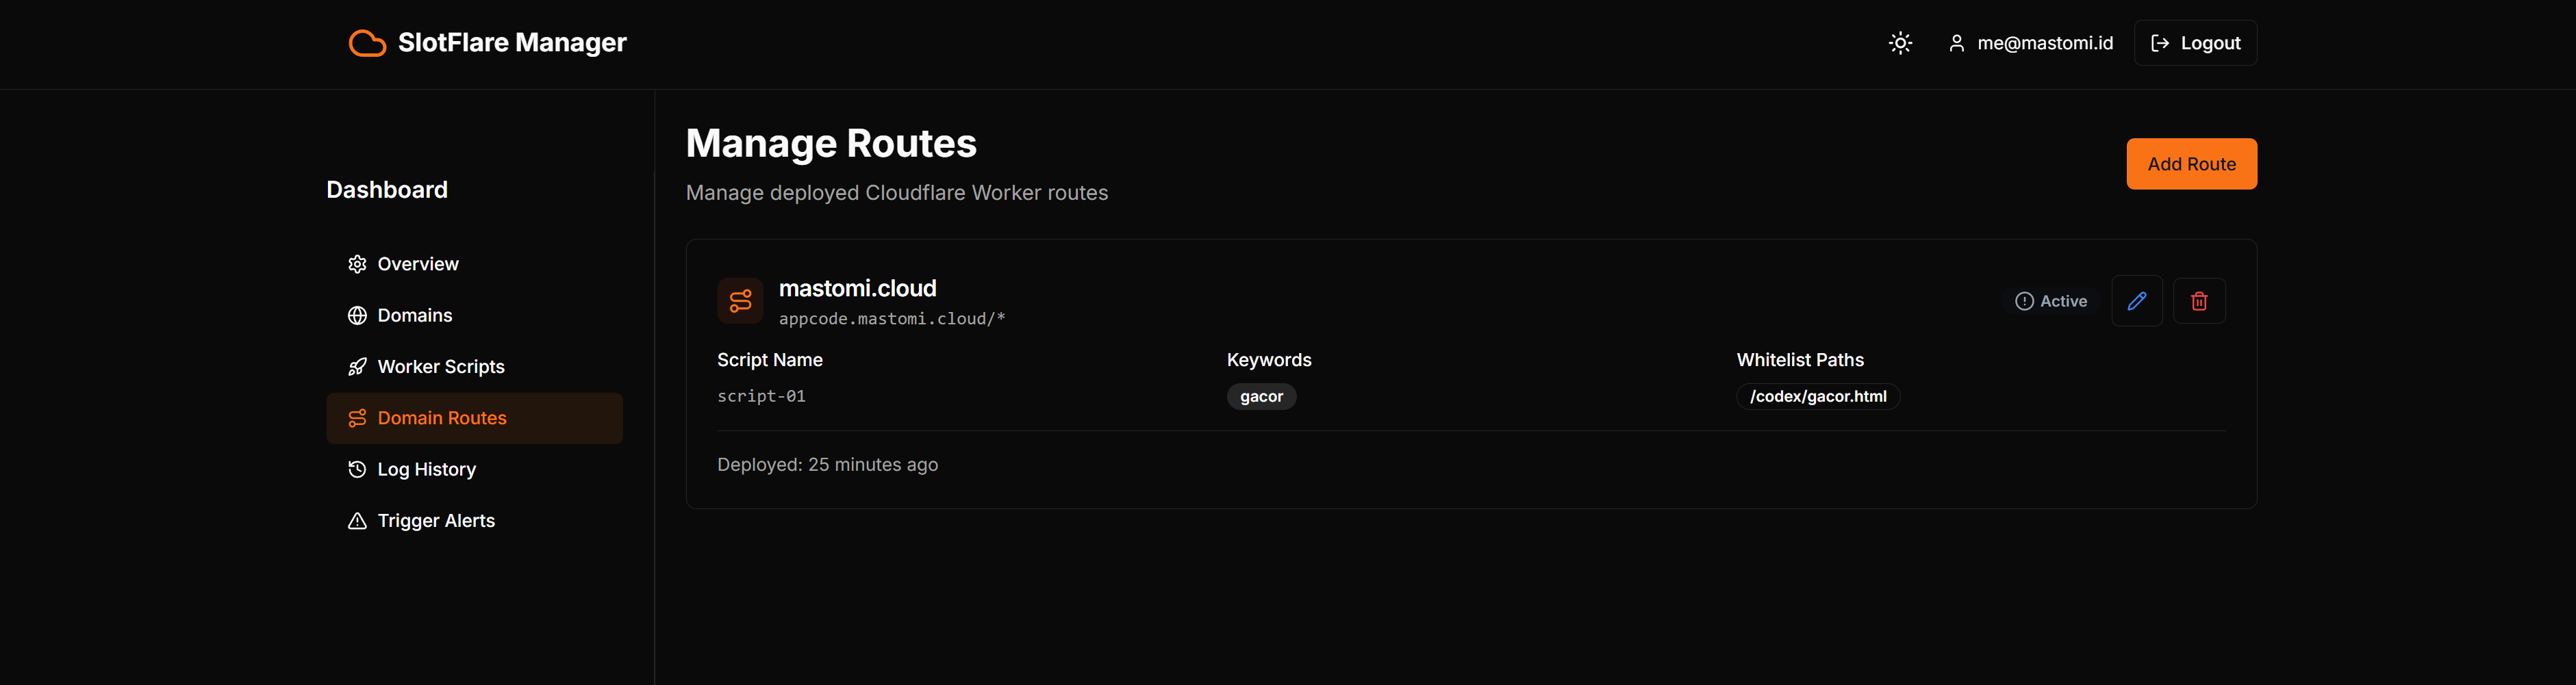 SlotFlare Manager
me@mastomi.id
Logout
Dashboard
Overview
Domains
Worker Scripts
Domain Routes
Log History
Trigger Alerts
Manage Routes
Manage deployed Cloudflare Worker routes
Add Route
mastomi.cloud
appcode.mastomi.cloud/*
Active
Script Name
script-01
Keywords
gacor
Whitelist Paths
/codex/gacor.html
Deployed: 25 minutes ago